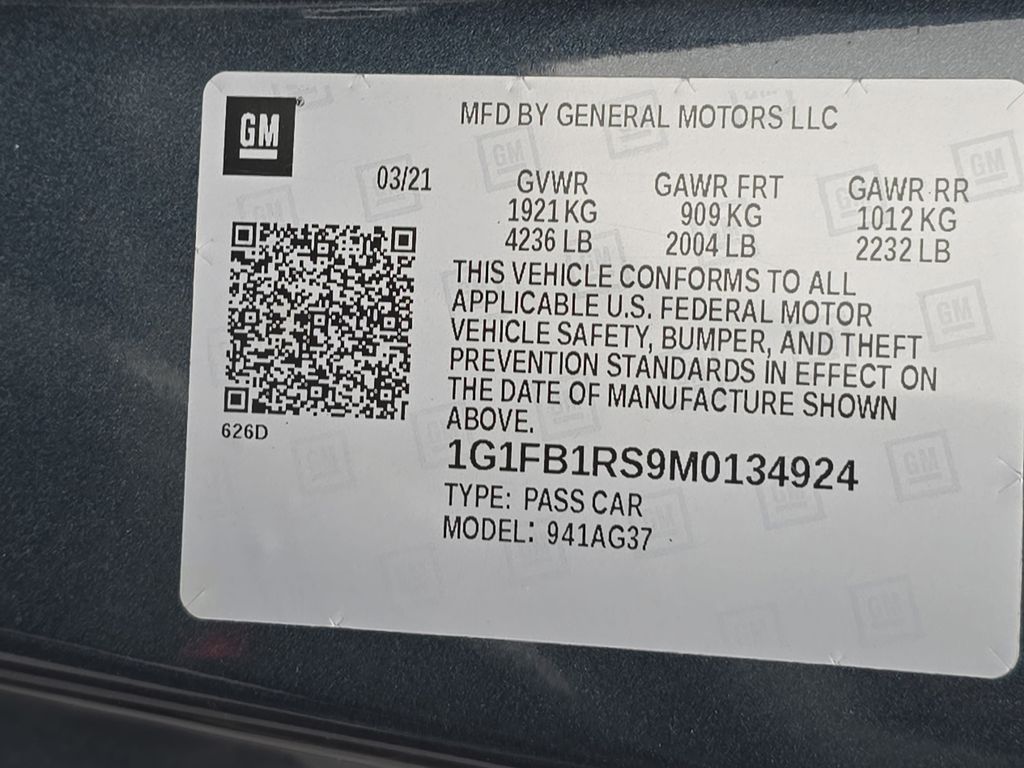 GM
MFD BY GENERAL MOTORS LLC
03/21
GVWR GAWR FRT GAWR RR
1921 KG 909 KG 1012 KG
4236 LB 2004 LB 2232 LB
THIS VEHICLE CONFORMS TO ALL
APPLICABLE U.S. FEDERAL MOTOR
VEHICLE SAFETY, BUMPER, AND THEFT
PREVENTION STANDARDS IN EFFECT ON
THE DATE OF MANUFACTURE SHOWN
ABOVE.
626D
1G1FB1RS9M0134924
TYPE: PASS CAR
MODEL: 941AG37